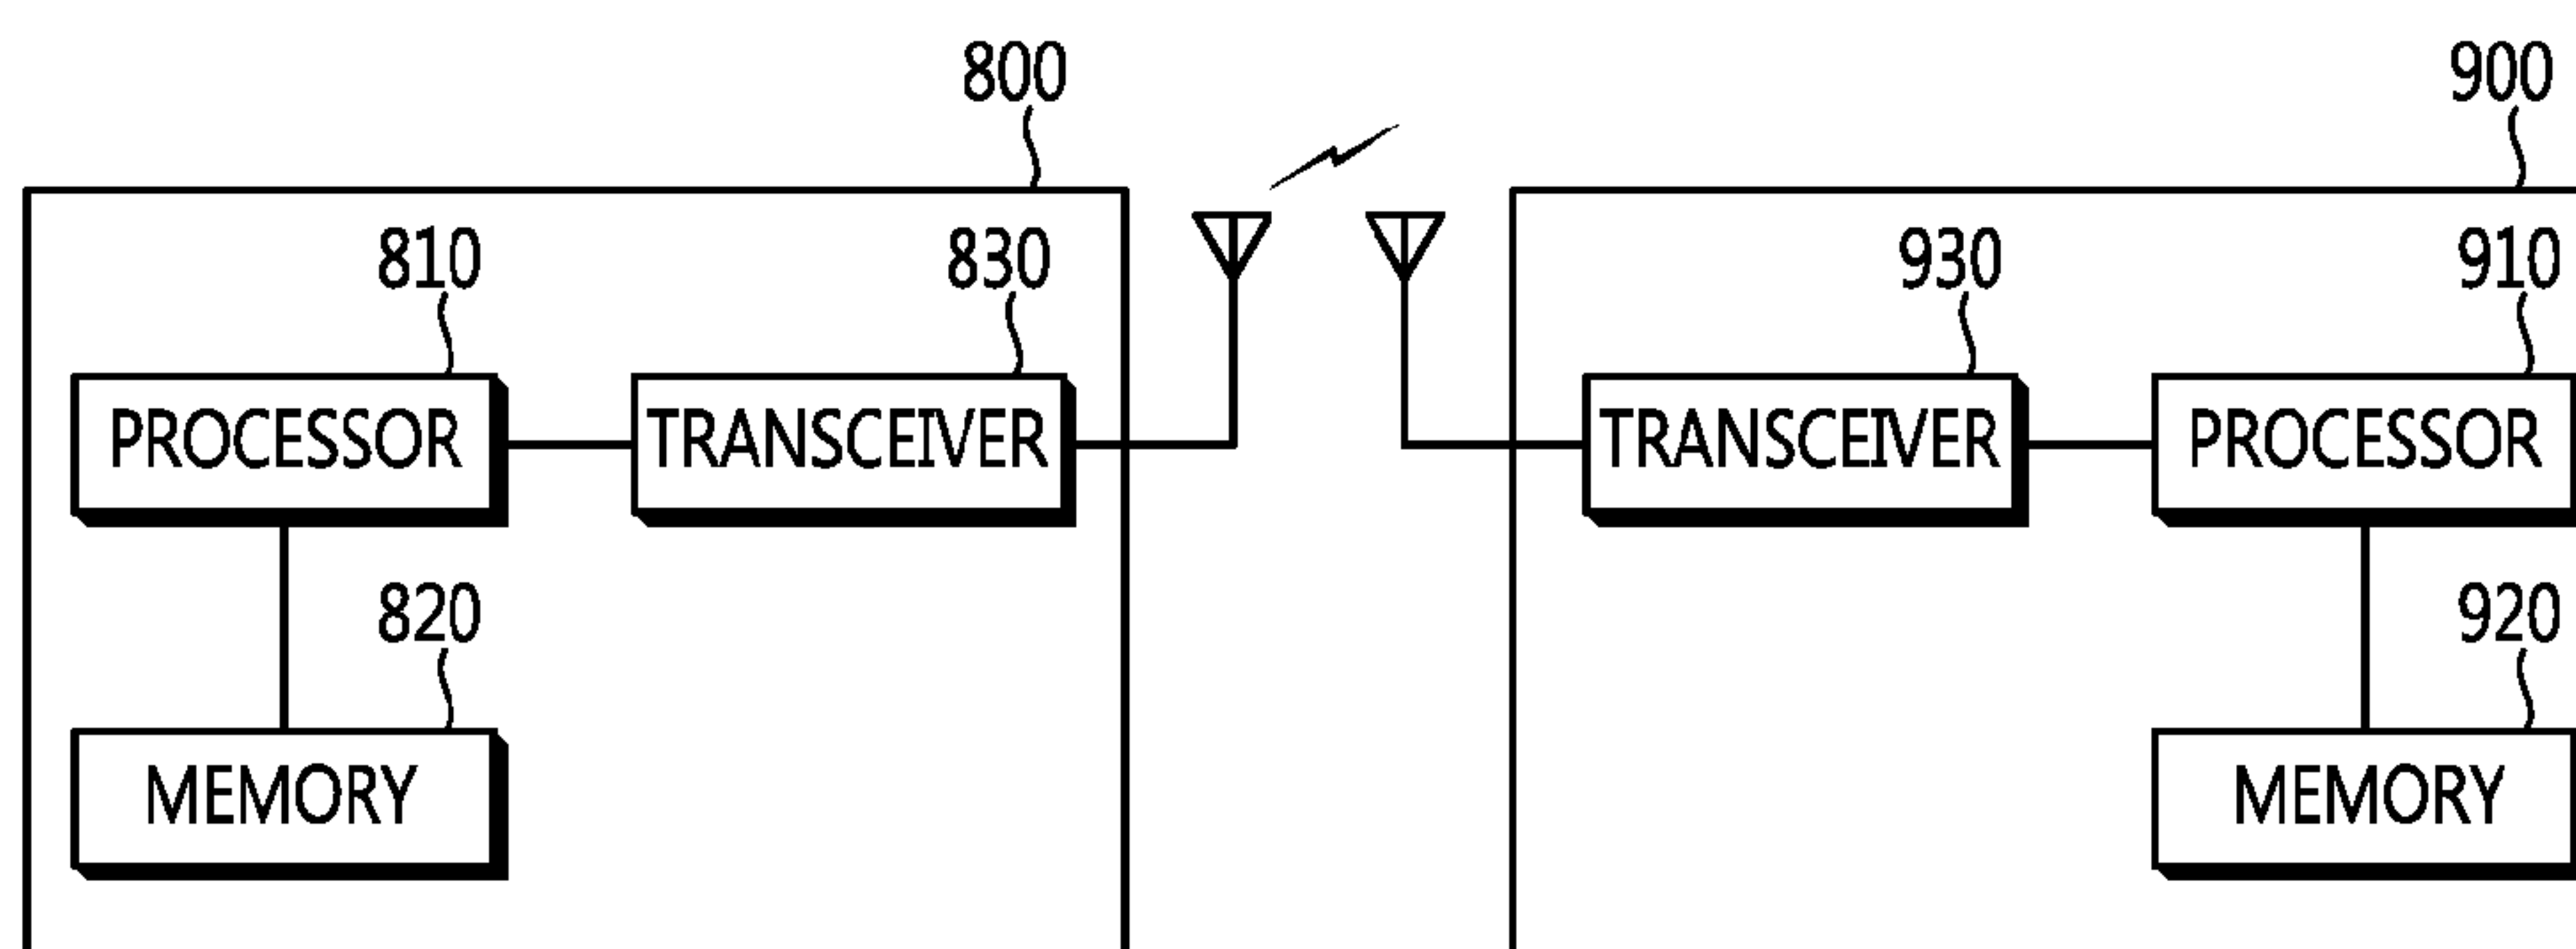 800
900
810
830
930
910
PROCESSOR
TRANSCEIVER
TRANSCEIVER
PROCESSOR
820
920
MEMORY
MEMORY